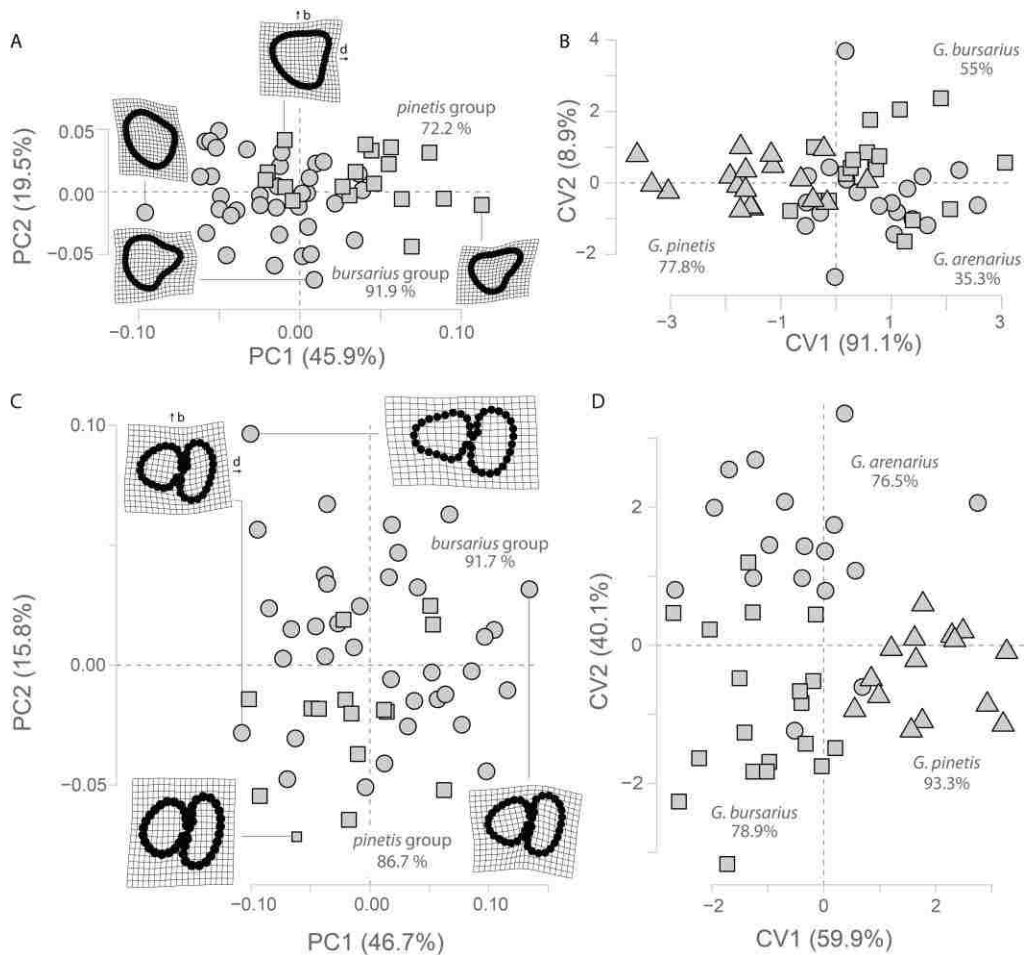 A
↑ b
d
→
pinetis group
72.2 %
0.05
0.00
−0.05
PC2 (19.5%)
bursarius group
91.9 %
−0.10
0.00
0.10
PC1 (45.9%)
B
4
2
0
−2
CV2 (8.9%)
G. bursarius
55%
G. pinetis
77.8%
G. arenarius
35.3%
−3
−1
1
3
CV1 (91.1%)
C
↑ b
d
→
0.10
0.00
−0.05
PC2 (15.8%)
bursarius group
91.7 %
pinetis group
86.7 %
−0.10
0.00
0.10
PC1 (46.7%)
D
2
0
−2
CV2 (40.1%)
G. arenarius
76.5%
G. pinetis
93.3%
G. bursarius
78.9%
−2
0
2
CV1 (59.9%)